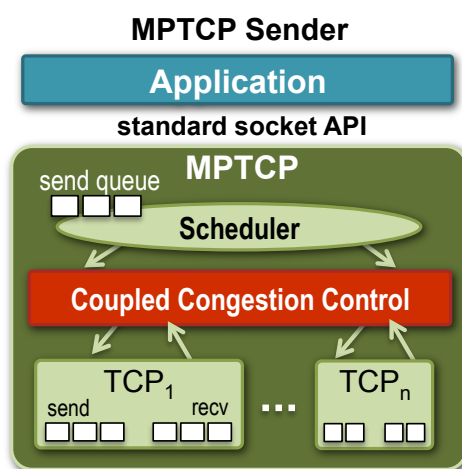 MPTCP Sender
Application
standard socket API
MPTCP
send queue
Scheduler
Coupled Congestion Control
TCP₁
send recv
...
TCPₙ